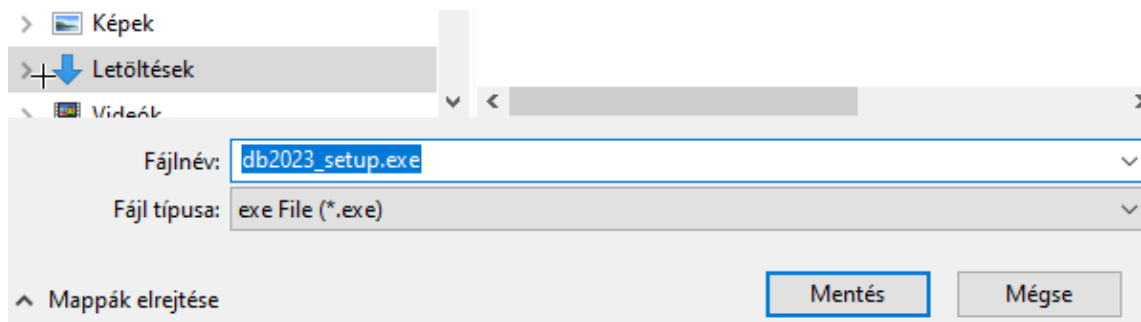 Képek
Letöltések
Videók
Fájlnév: db2023_setup.exe
Fájl típusa: exe File (*.exe)
Mappák elrejtése Mentés Mégse